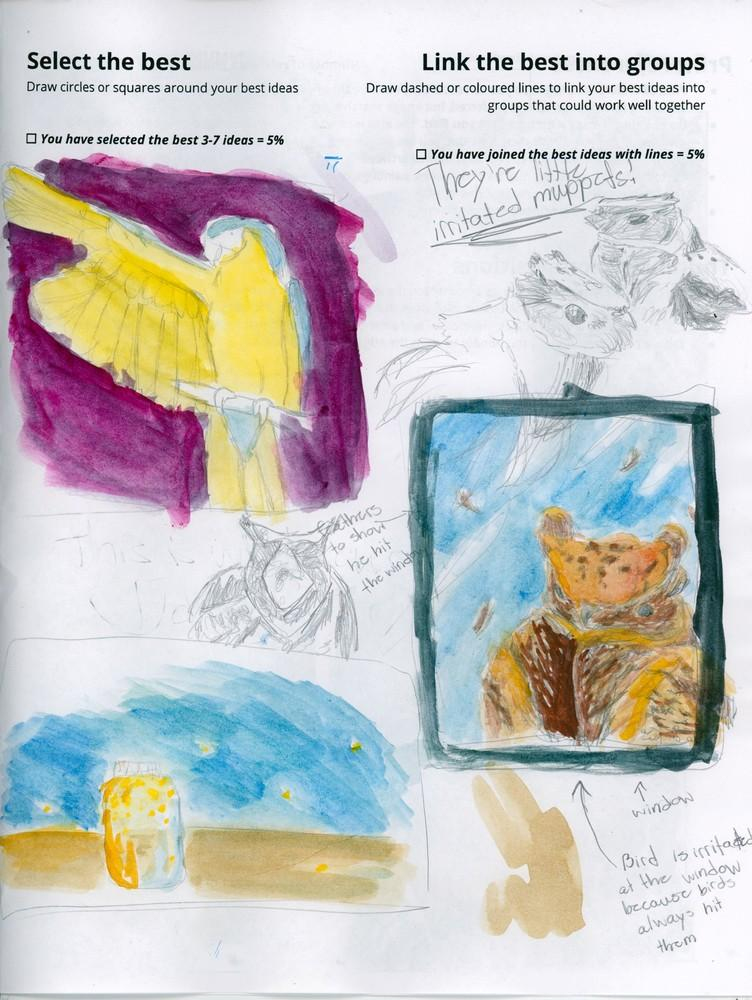 Select the best
Draw circles or squares around your best ideas
☐ You have selected the best 3-7 ideas = 5%
Link the best into groups
Draw dashed or coloured lines to link your best ideas into
groups that could work well together
☐ You have joined the best ideas with lines = 5%
They're little
irritated muppets!
feathers
to show
he hit
the window
window
Bird is irritated
at the window
because birds
always hit
them